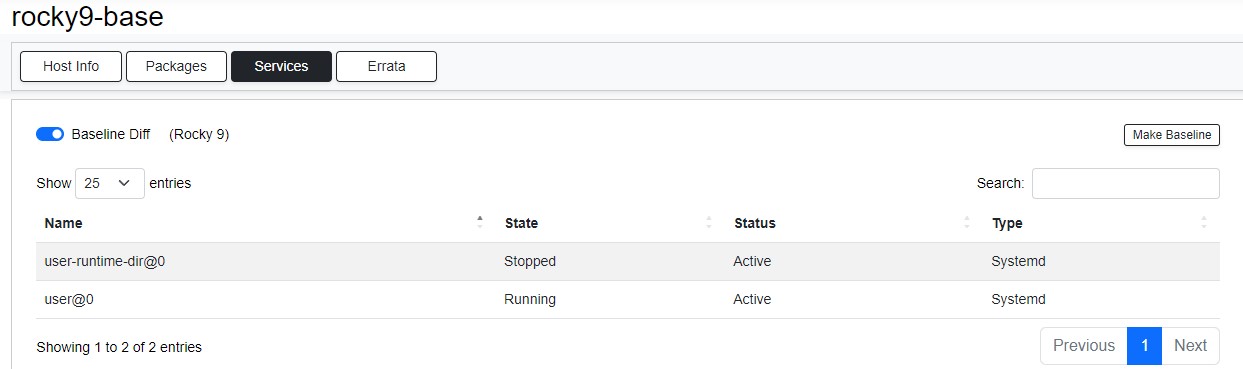 rocky9-base
Host Info Packages Services Errata
Baseline Diff (Rocky 9) Make Baseline
Show 25 entries Search:
Name State Status Type
user-runtime-dir@0 Stopped Active Systemd
user@0 Running Active Systemd
Showing 1 to 2 of 2 entries Previous 1 Next